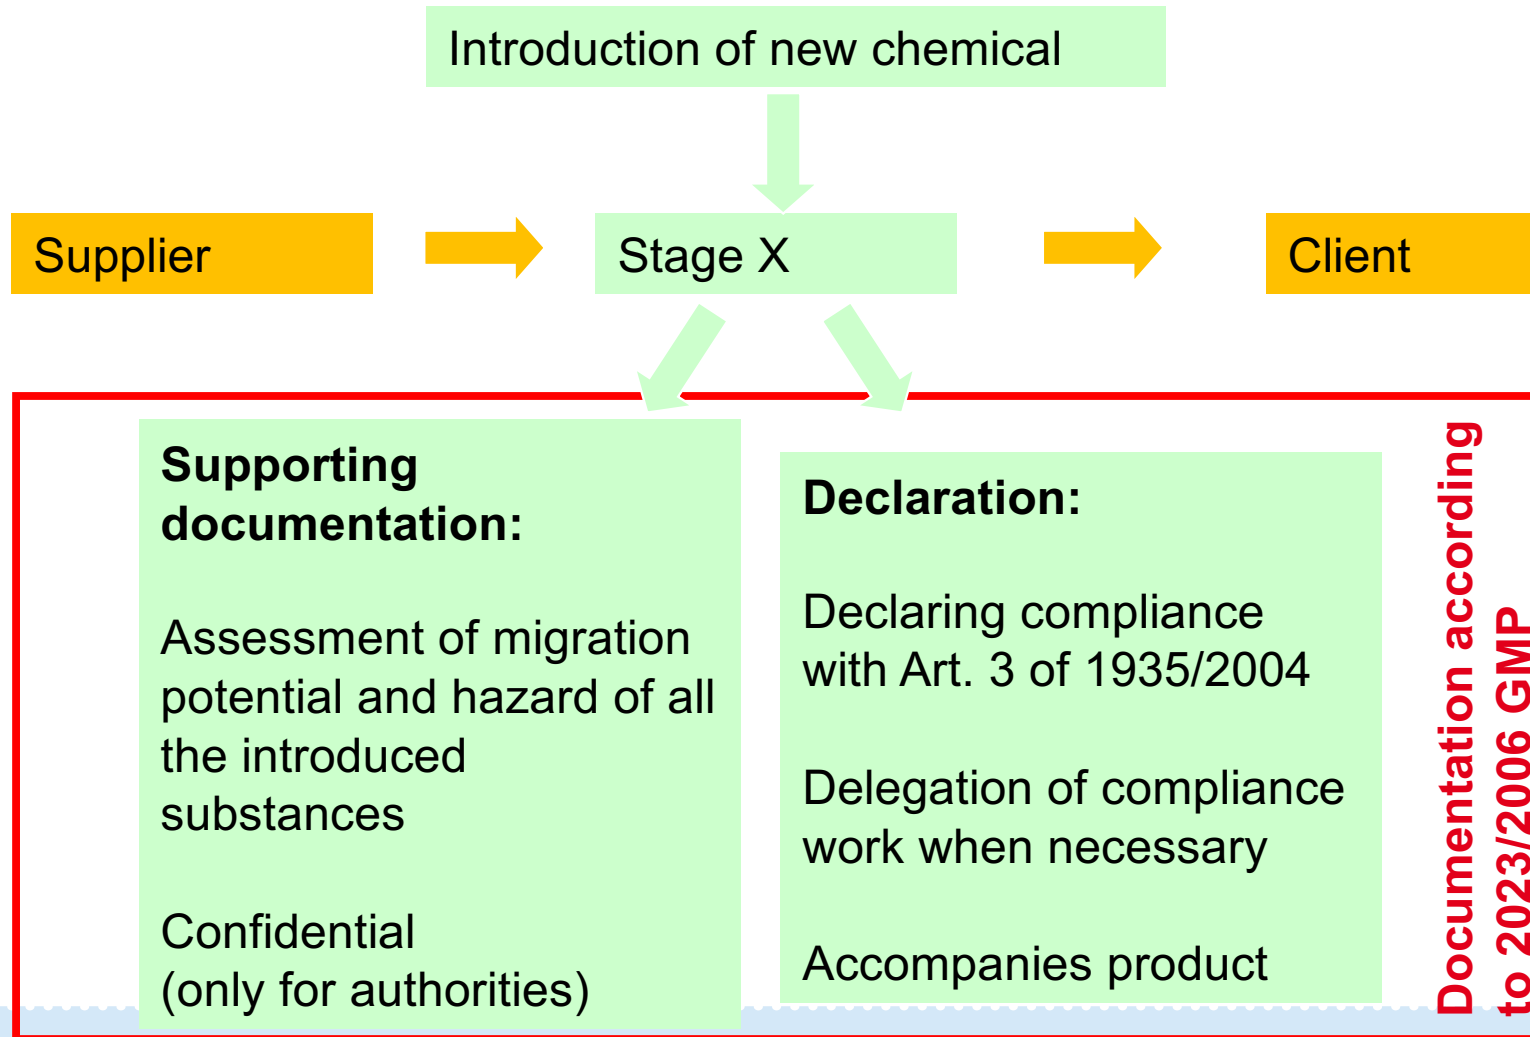 Introduction of new chemical
Supplier
Stage X
Client
Supporting
documentation:
Assessment of migration
potential and hazard of all
the introduced
substances
Confidential
(only for authorities)
Declaration:
Declaring compliance
with Art. 3 of 1935/2004
Delegation of compliance
work when necessary
Accompanies product
Documentation according
to 2023/2006 GMP